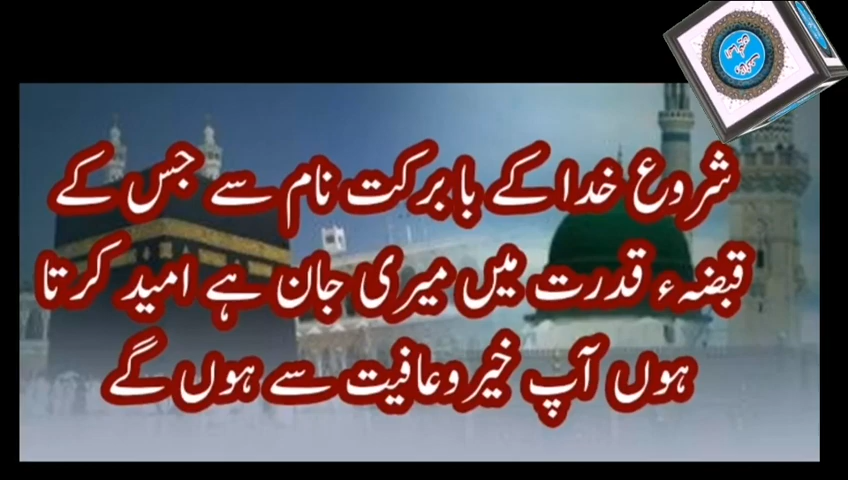 شروع خدا کے بابرکت نام سے جس کے
قبضہء قدرت میں میری جان ہے امید کرتا
ہوں آپ خیر و عافیت سے ہوں گے